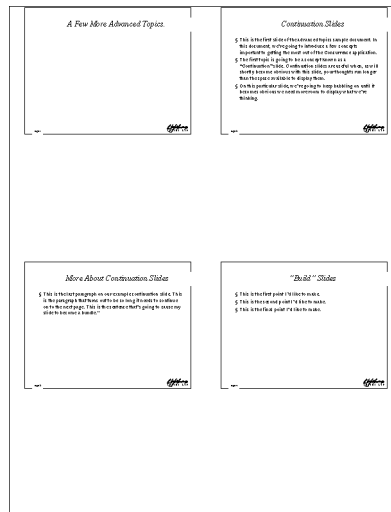 A Few More Advanced Topics.
Continuation Slides
§ This is the first slide of the advanced topics sample document. In
this document, we're going to introduce a few concepts
important to getting the most out of the Concurrence application.
§ The first topic is going to be a concept known as a
"Continuation" slide. Continuation slides are useful when, as will
shortly become obvious with this slide, your thoughts run longer
than the space available to display them.
§ On this particular slide, we're going to keep babbling on until it
becomes obvious we need more room to display what we're
thinking.
More About Continuation Slides
§ This is the last paragraph on our example continuation slide. This
is the paragraph that turns out to be so long it needs to continue
on to the next page. This is the sentence that's going to cause my
slide to become a bundle."
"Build" Slides
§ This is the first point I'd like to make.
§ This is the second point I'd like to make.
§ This is the final point I'd like to make.